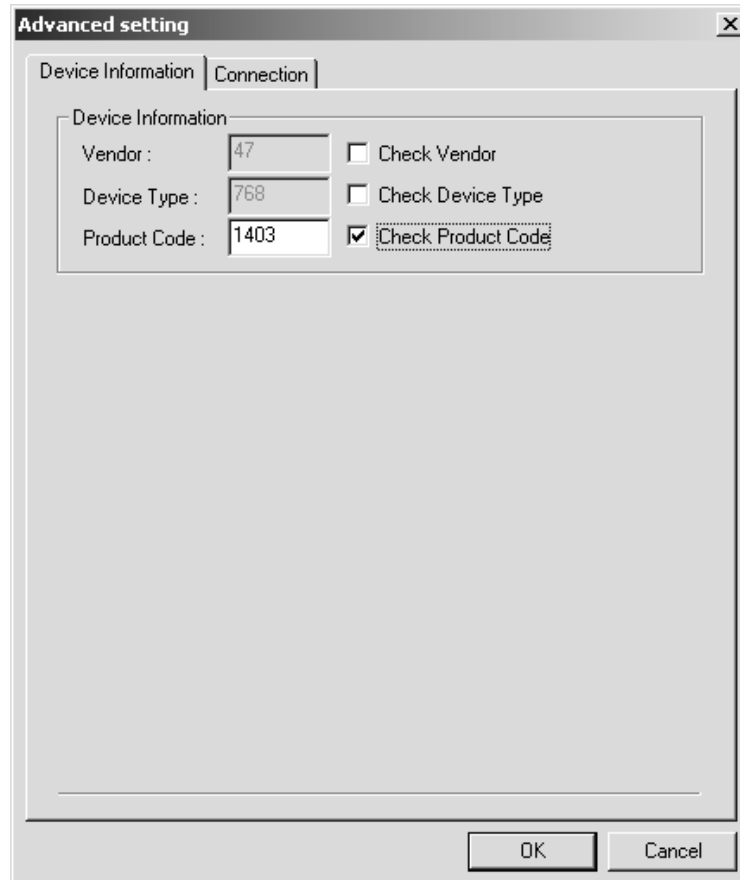 Advanced setting
Device Information Connection
Device Information
Vendor : 47 Check Vendor
Device Type : 768 Check Device Type
Product Code : 1403 Check Product Code
OK Cancel